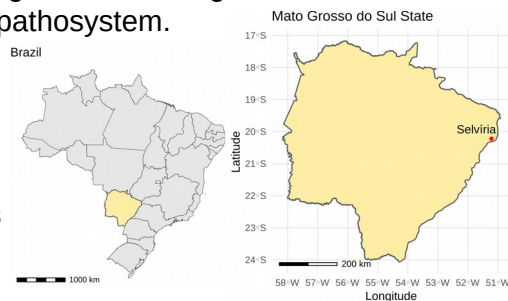 pathosystem.
Brazil
1000 km
Mato Grosso do Sul State
17°S
18°S
19°S
20°S
21°S
22°S
23°S
24°S
Latitude
Selvíria
200 km
58°W 57°W 56°W 55°W 54°W 53°W 52°W 51°W
Longitude